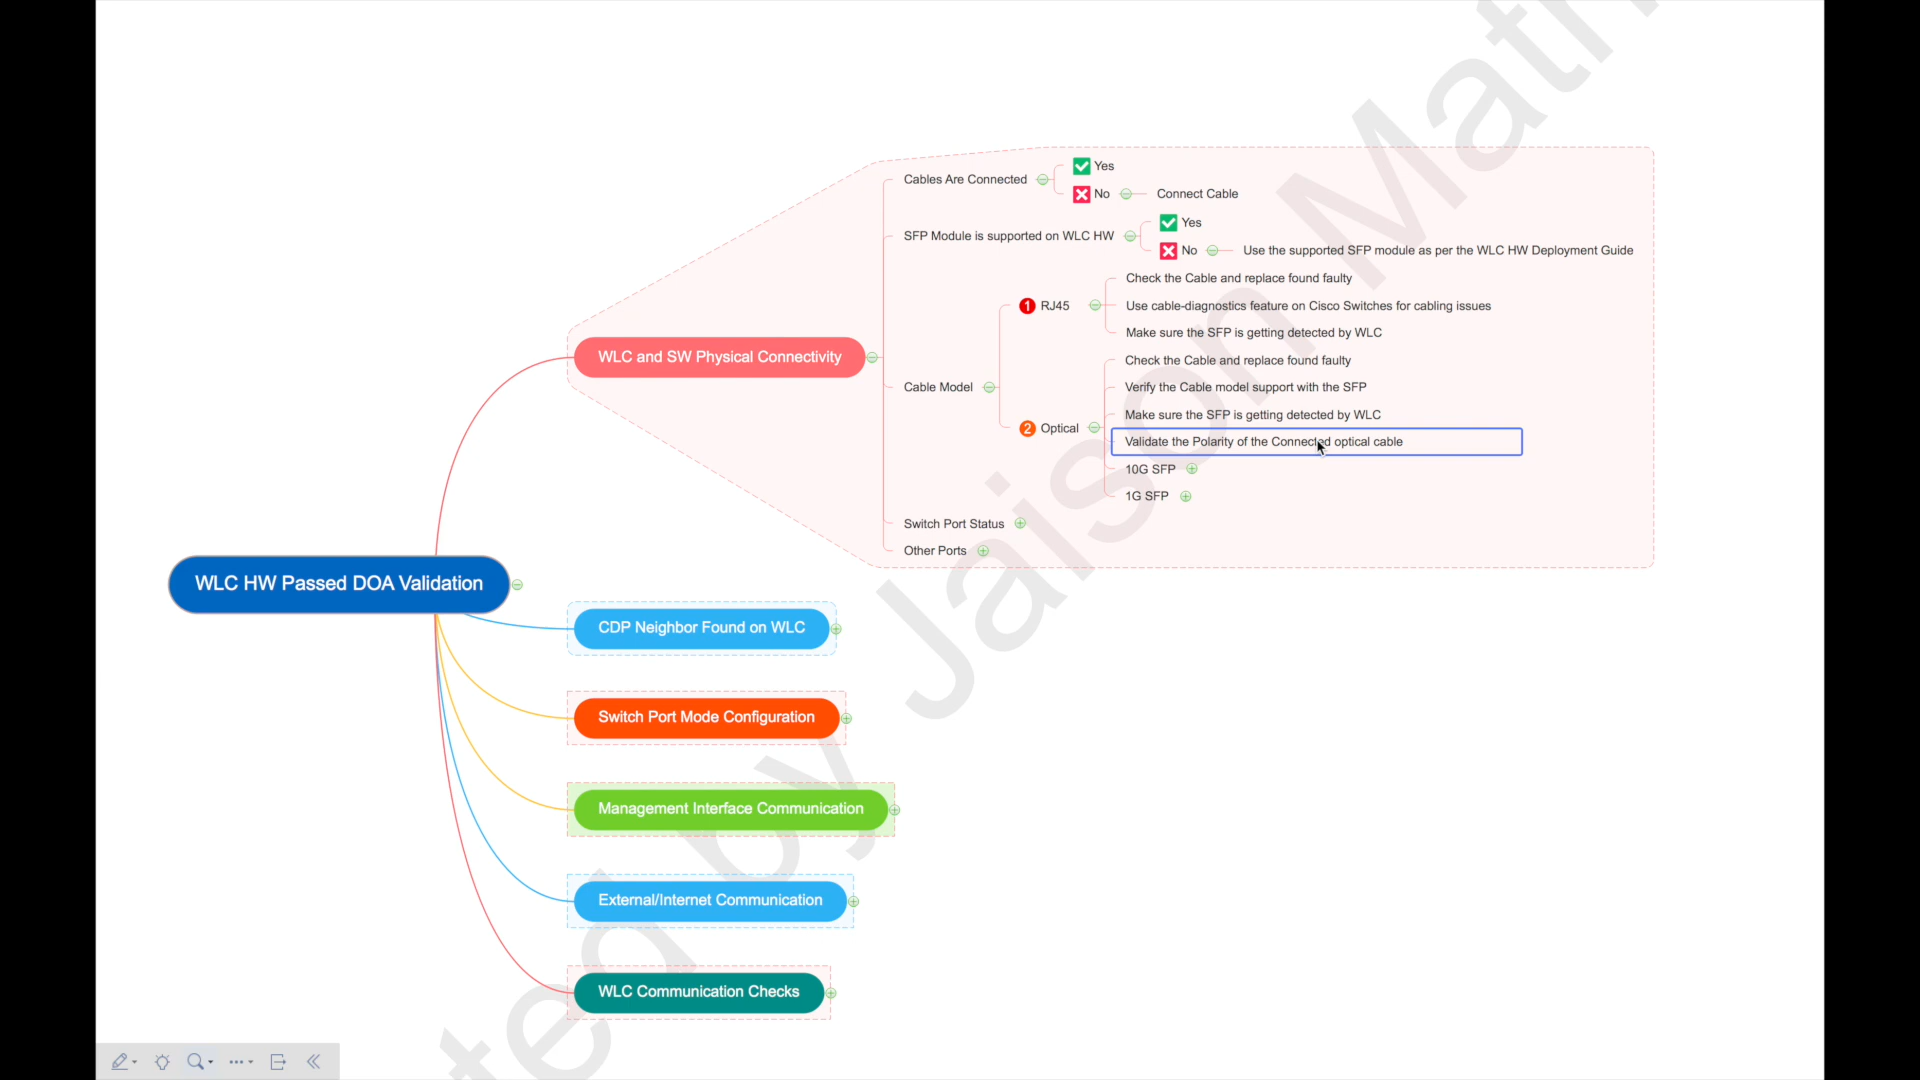 Cables Are Connected
Yes
No
Connect Cable
SFP Module is supported on WLC HW
Yes
No
Use the supported SFP module as per the WLC HW Deployment Guide
Cable Model
1 RJ45
Check the Cable and replace found faulty
Use cable-diagnostics feature on Cisco Switches for cabling issues
Make sure the SFP is getting detected by WLC
2 Optical
Check the Cable and replace found faulty
Verify the Cable model support with the SFP
Make sure the SFP is getting detected by WLC
Validate the Polarity of the Connected optical cable
10G SFP
1G SFP
Switch Port Status
Other Ports
WLC and SW Physical Connectivity
WLC HW Passed DOA Validation
CDP Neighbor Found on WLC
Switch Port Mode Configuration
Management Interface Communication
External/Internet Communication
WLC Communication Checks
by Jaison